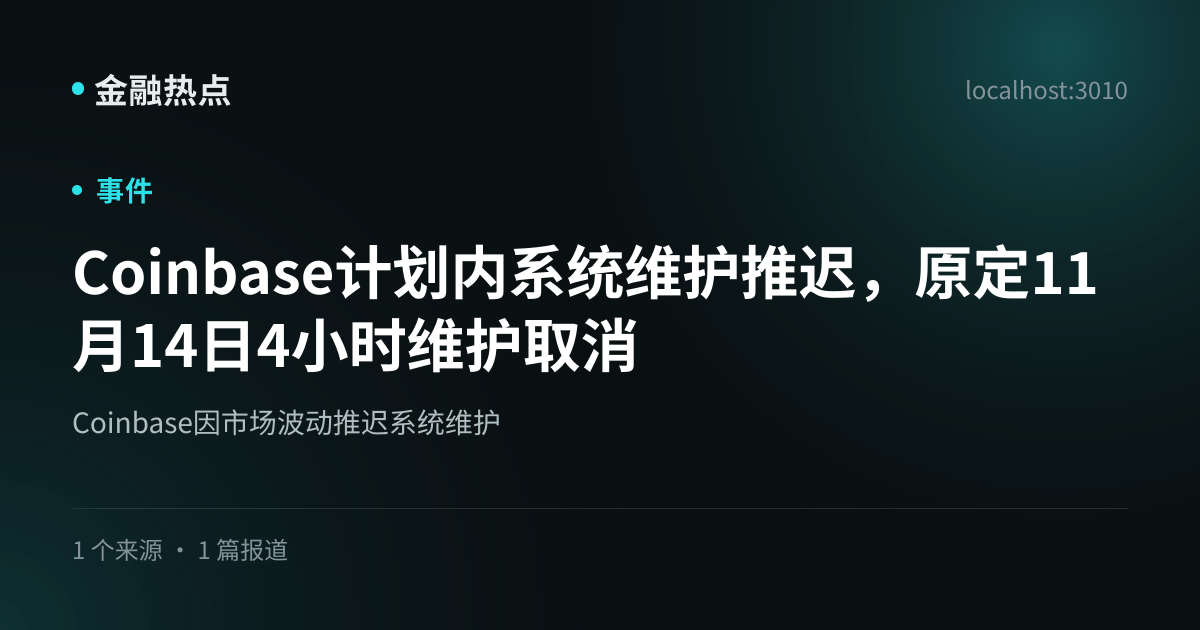 金融热点
localhost:3010
事件
Coinbase计划内系统维护推迟，原定11
月14日4小时维护取消
Coinbase因市场波动推迟系统维护
1 个来源 · 1 篇报道